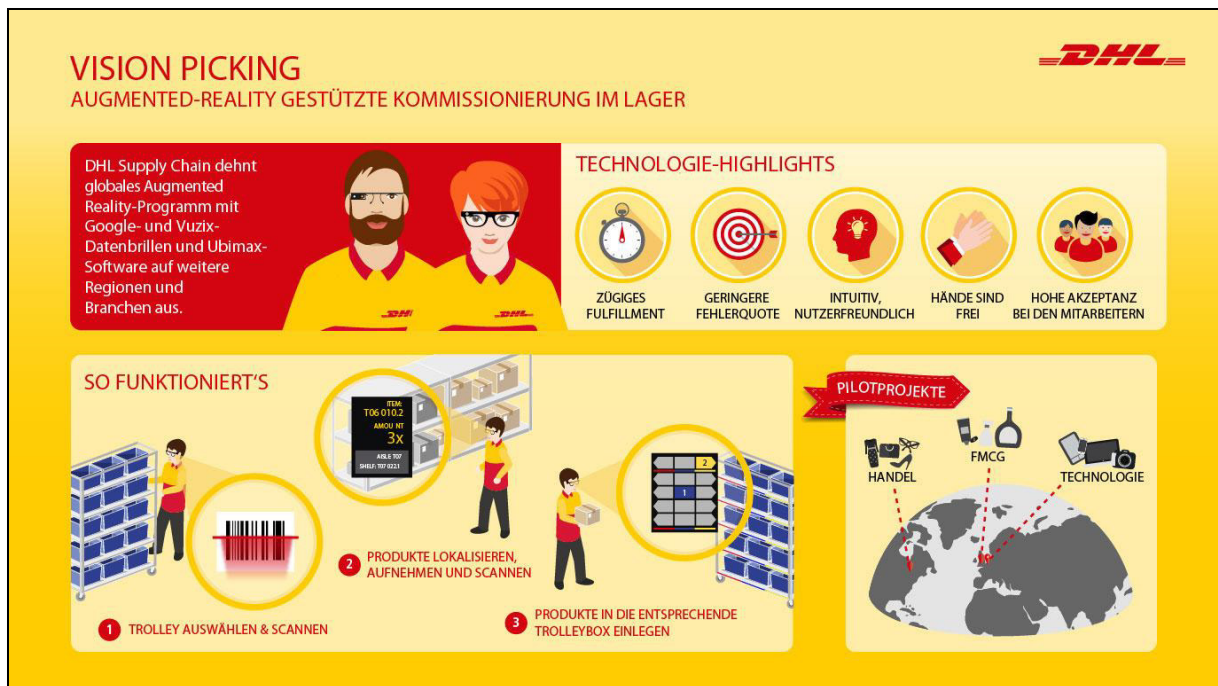 VISION PICKING
AUGMENTED-REALITY GESTÜTZTE KOMMISSIONIERUNG IM LAGER
DHL
DHL Supply Chain dehnt
globales Augmented
Reality-Programm mit
Google- und Vuzix-
Datenbrillen und Ubimax-
Software auf weitere
Regionen und
Branchen aus.
DHL
DHL
TECHNOLOGIE-HIGHLIGHTS
ZÜGIGES
FULFILLMENT
GERINGERE
FEHLERQUOTE
INTUITIV,
NUTZERFREUNDLICH
HÄNDE SIND
FREI
HOHE AKZEPTANZ
BEI DEN MITARBEITERN
SO FUNKTIONIERT'S
1 TROLLEY AUSWÄHLEN & SCANNEN
ITEM:
T06 010.2
AMOU NT
3x
AISLE T07
SHELF: T07 022.1
2 PRODUKTE LOKALISIEREN,
AUFNEHMEN UND SCANNEN
2
1
3 PRODUKTE IN DIE ENTSPRECHENDE
TROLLEYBOX EINLEGEN
PILOTPROJEKTE
HANDEL
FMCG
TECHNOLOGIE